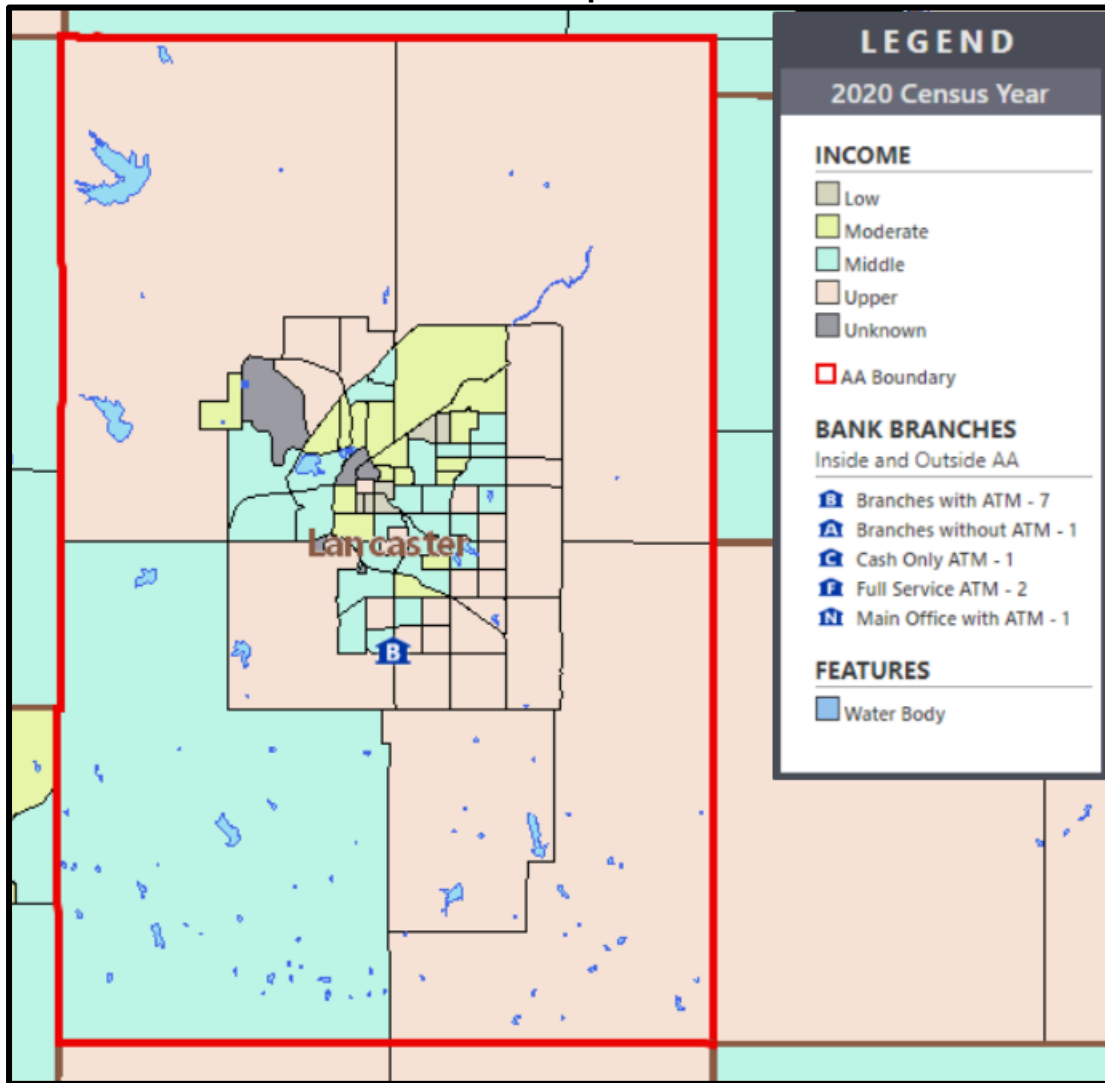 LEGEND
2020 Census Year
INCOME
Low
Moderate
Middle
Upper
Unknown
AA Boundary
BANK BRANCHES
Inside and Outside AA
B Branches with ATM - 7
A Branches without ATM - 1
C Cash Only ATM - 1
F Full Service ATM - 2
N Main Office with ATM - 1
FEATURES
Water Body
Lancaster
B